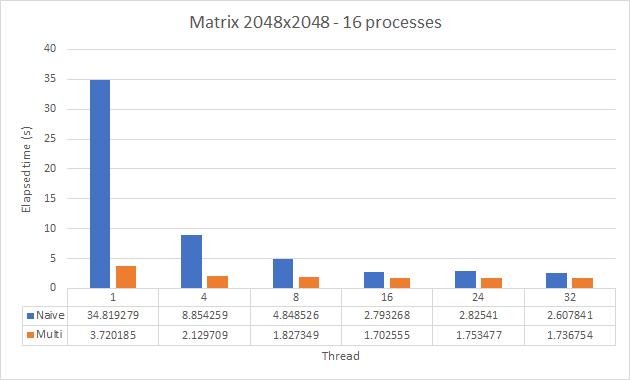 Matrix 2048x2048 - 16 processes
40
35
30
25
20
15
10
5
0
Elapsed time (s)
1 4 8 16 24 32
Naive 34.819279 8.854259 4.848526 2.793268 2.82541 2.607841
Multi 3.720185 2.129709 1.827349 1.702555 1.753477 1.736754
Thread